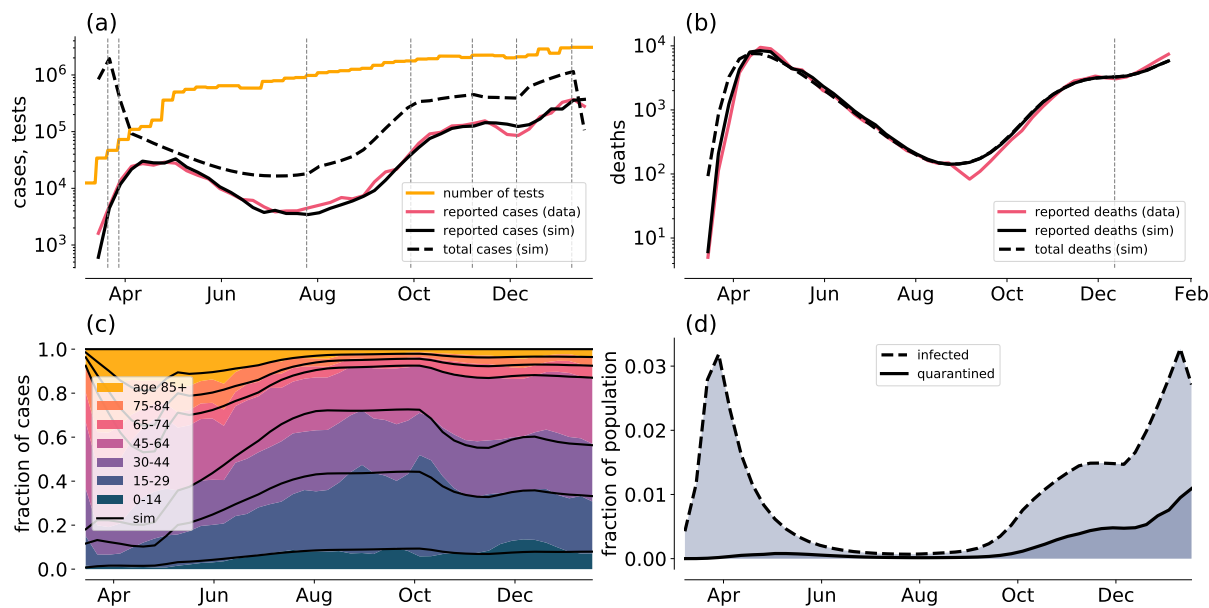 (a)
cases, tests
10^6
10^5
10^4
10^3
number of tests
reported cases (data)
reported cases (sim)
total cases (sim)
Apr Jun Aug Oct Dec
(b)
deaths
10^4
10^3
10^2
10^1
reported deaths (data)
reported deaths (sim)
total deaths (sim)
Apr Jun Aug Oct Dec Feb
(c)
fraction of cases
1.0
0.8
0.6
0.4
0.2
0.0
age 85+
75-84
65-74
45-64
30-44
15-29
0-14
sim
Apr Jun Aug Oct Dec
(d)
fraction of population
0.03
0.02
0.01
0.00
infected
quarantined
Apr Jun Aug Oct Dec